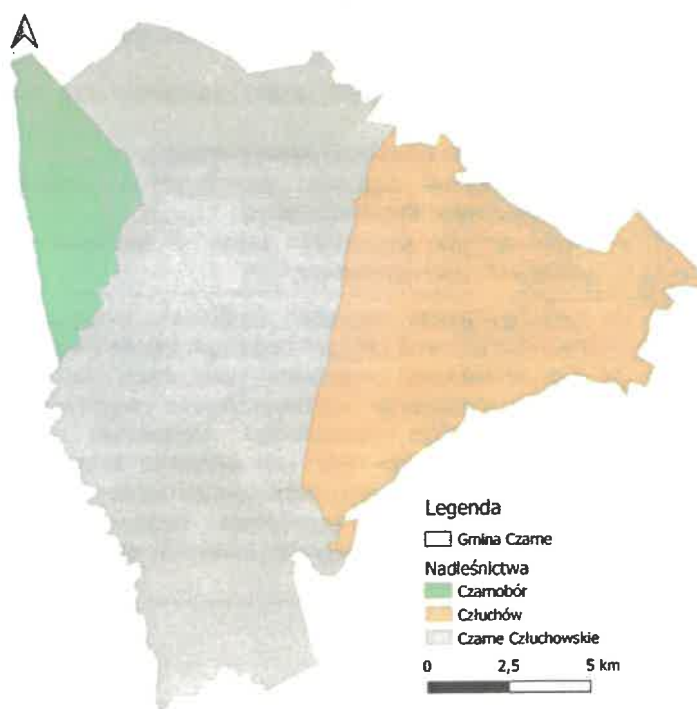 Legenda
Gmina Czarne
Nadleśnictwa
Czarnobór
Człuchów
Czarne Człuchowskie
0 2,5 5 km